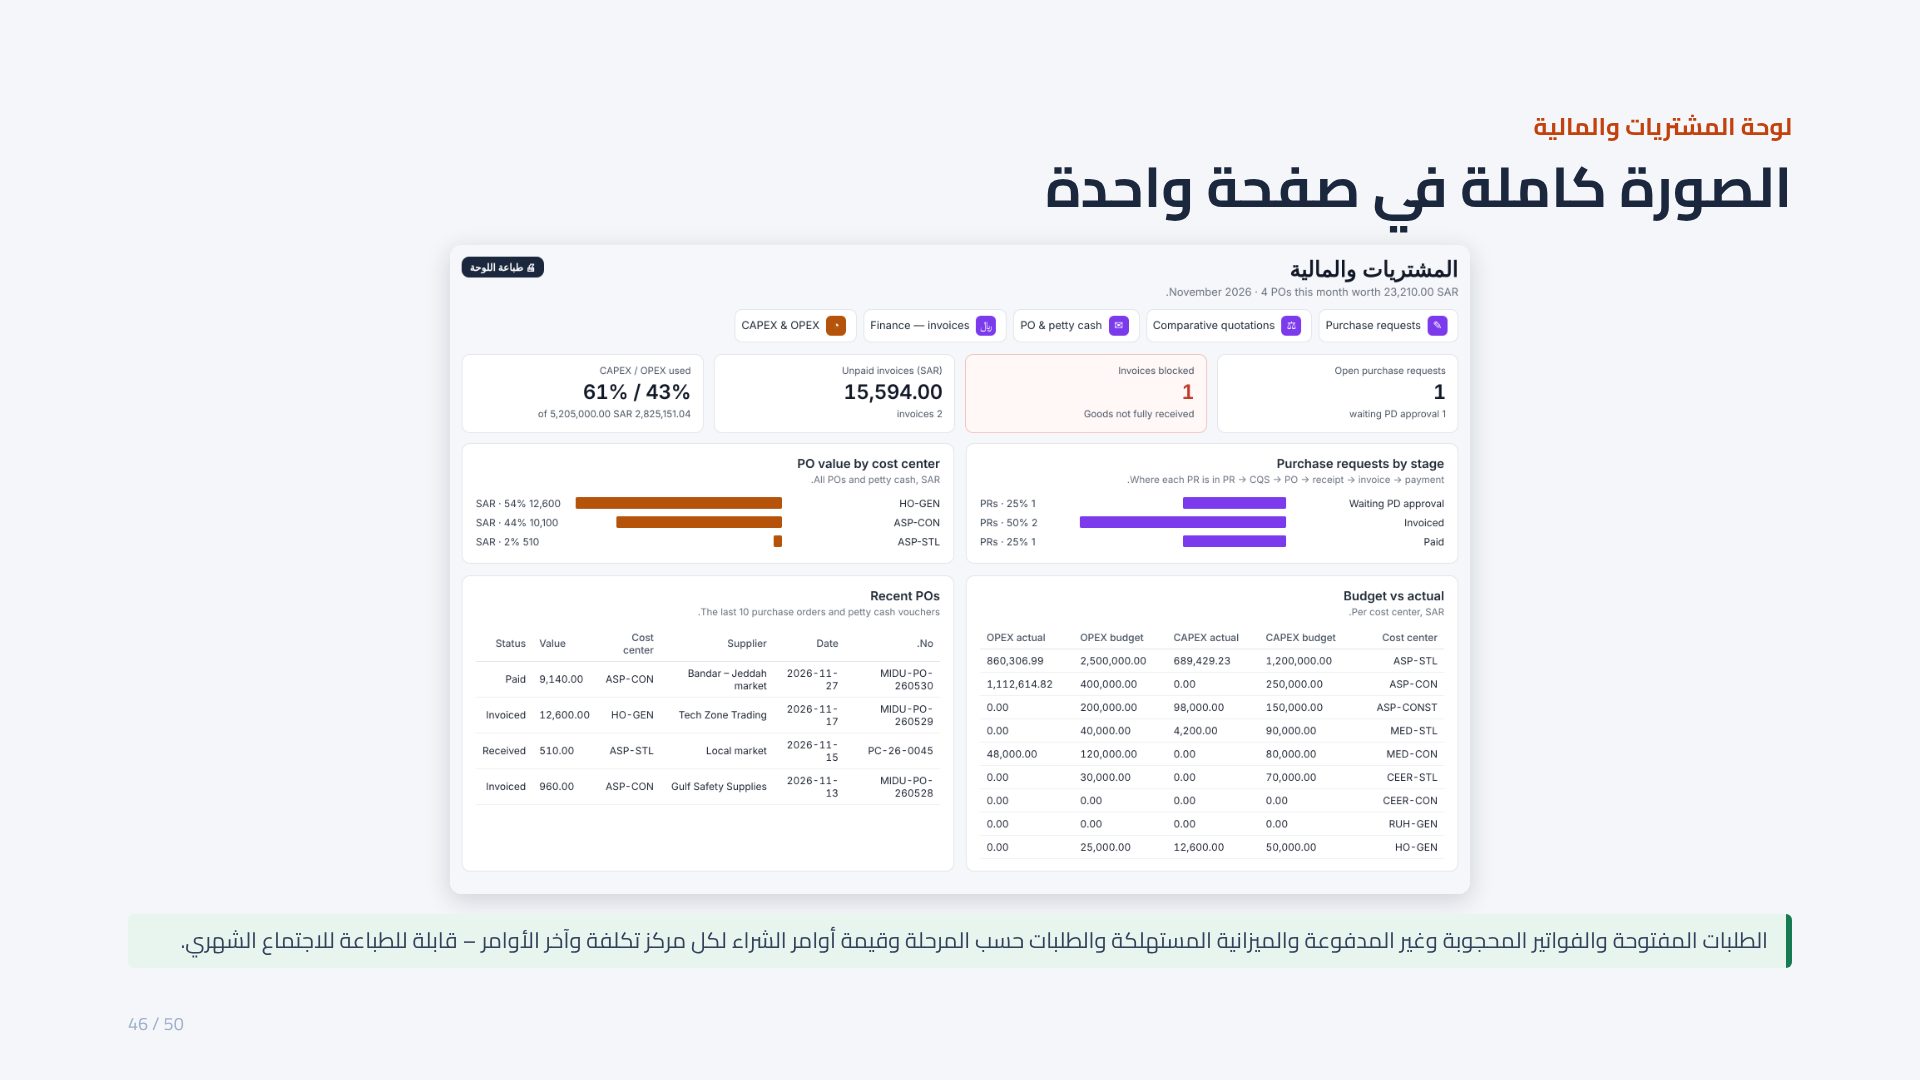 لوحة المشتريات والمالية
الصورة كاملة في صفحة واحدة
المشتريات والمالية
طباعة اللوحة
November 2026 · 4 POs this month worth 23,210.00 SAR.
Purchase requests
Comparative quotations
PO & petty cash
Finance — invoices
CAPEX & OPEX
Open purchase requests
1
waiting PD approval 1
Invoices blocked
1
Goods not fully received
Unpaid invoices (SAR)
15,594.00
invoices 2
CAPEX / OPEX used
61% / 43%
of 5,205,000.00 SAR 2,825,151.04
Purchase requests by stage
Where each PR is in PR → CQS → PO → receipt → invoice → payment.
Waiting PD approval PRs · 25% 1
Invoiced PRs · 50% 2
Paid PRs · 25% 1
PO value by cost center
All POs and petty cash, SAR.
HO-GEN SAR · 54% 12,600
ASP-CON SAR · 44% 10,100
ASP-STL SAR · 2% 510
Budget vs actual
Per cost center, SAR.
Cost center CAPEX budget CAPEX actual OPEX budget OPEX actual
ASP-STL 1,200,000.00 689,429.23 2,500,000.00 860,306.99
ASP-CON 250,000.00 0.00 400,000.00 1,112,614.82
ASP-CONST 150,000.00 98,000.00 200,000.00 0.00
MED-STL 90,000.00 4,200.00 40,000.00 0.00
MED-CON 80,000.00 0.00 120,000.00 48,000.00
CEER-STL 70,000.00 0.00 30,000.00 0.00
CEER-CON 0.00 0.00 0.00 0.00
RUH-GEN 0.00 0.00 0.00 0.00
HO-GEN 50,000.00 12,600.00 25,000.00 0.00
Recent POs
The last 10 purchase orders and petty cash vouchers.
No. Date Supplier Cost center Value Status
MIDU-PO-260530 2026-11-27 Bandar – Jeddah market ASP-CON 9,140.00 Paid
MIDU-PO-260529 2026-11-17 Tech Zone Trading HO-GEN 12,600.00 Invoiced
PC-26-0045 2026-11-15 Local market ASP-STL 510.00 Received
MIDU-PO-260528 2026-11-13 Gulf Safety Supplies ASP-CON 960.00 Invoiced
الطلبات المفتوحة والفواتير المحجوبة وغير المدفوعة والميزانية المستهلكة والطلبات حسب المرحلة وقيمة أوامر الشراء لكل مركز تكلفة وآخر الأوامر – قابلة للطباعة للاجتماع الشهري.
46 / 50